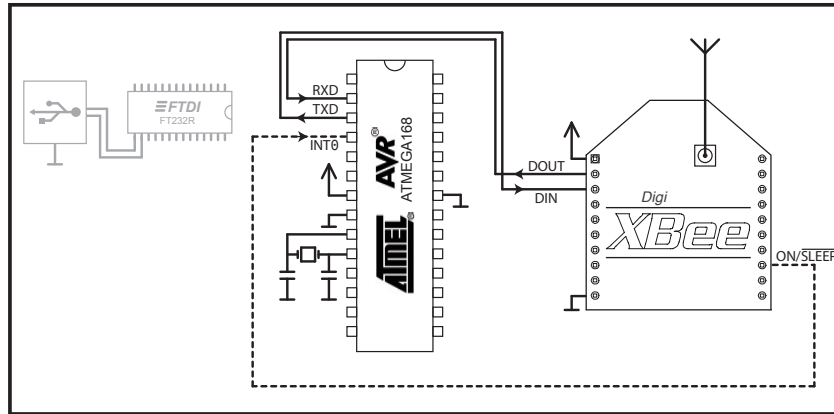 FTDI
FT232R
RXD
TXD
INT0
AVR®
ATMEGA168
ATMEL®
DOUT
DIN
Digi
XBee
ON/SLEEP